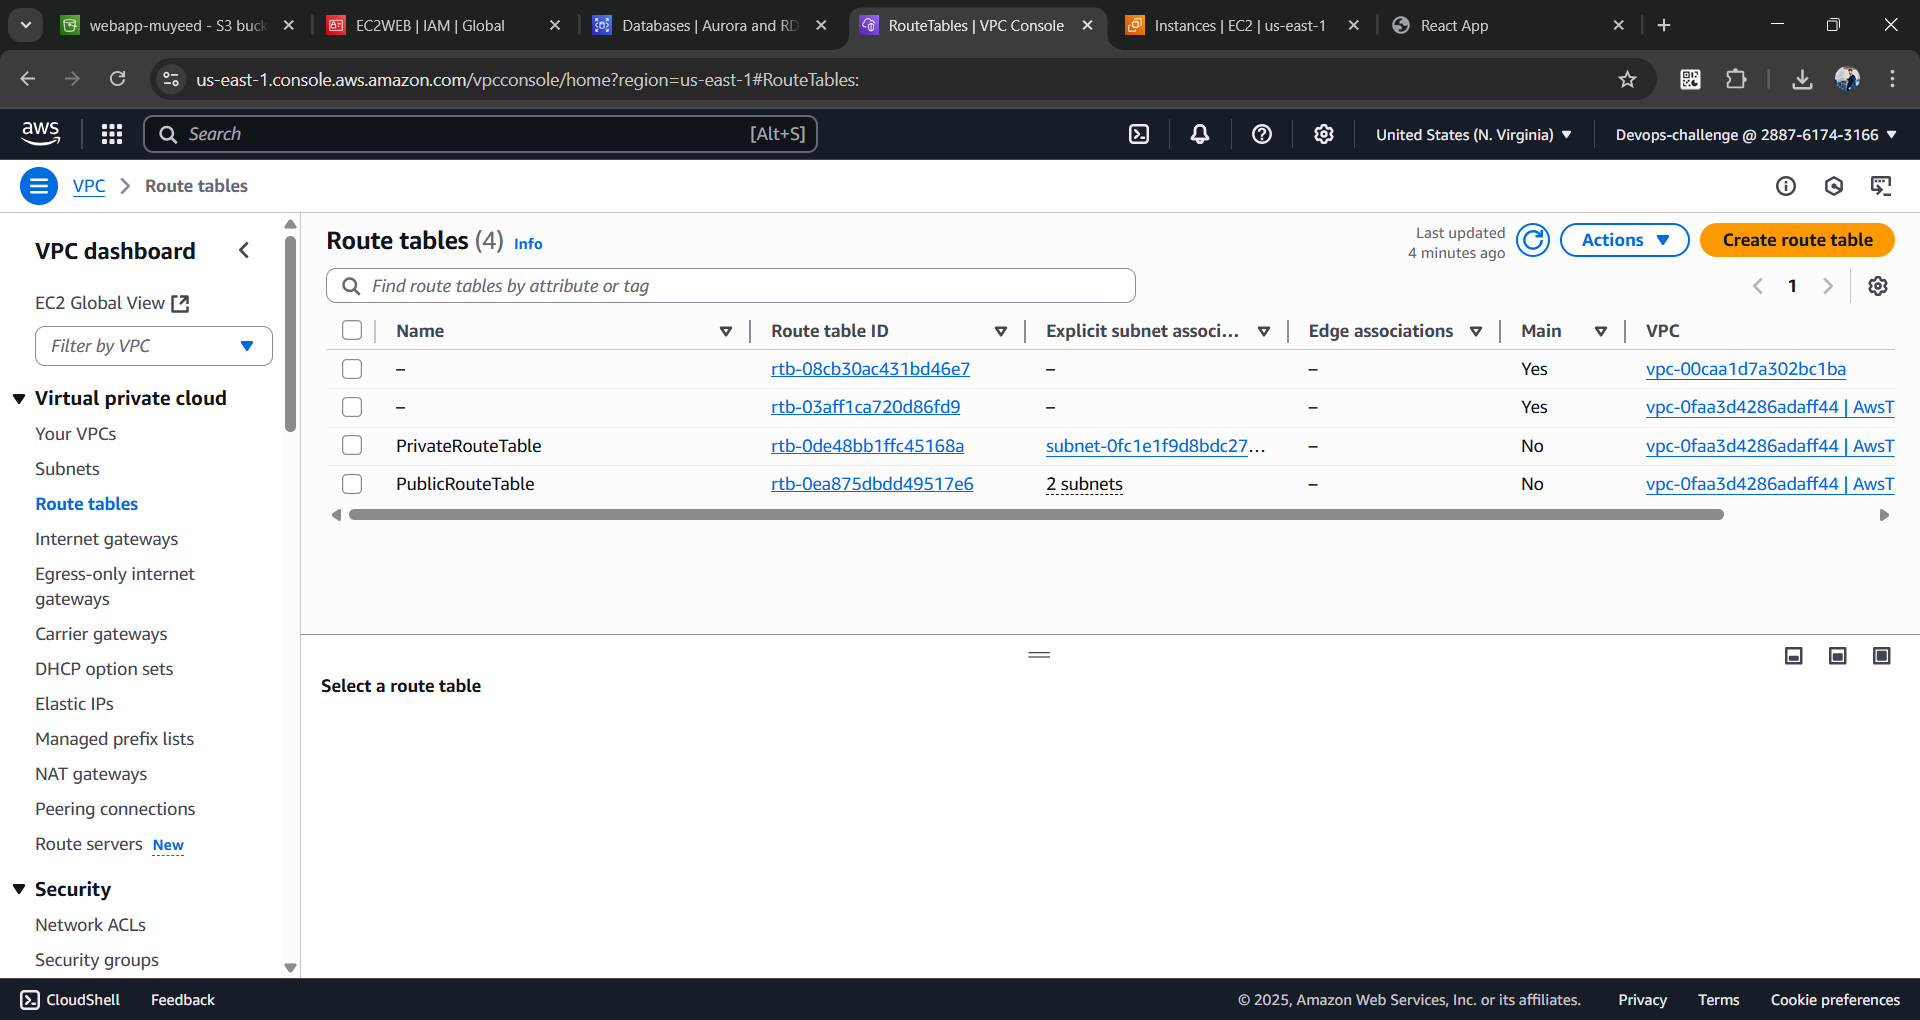 webapp-muyeed - S3 buck
EC2WEB | IAM | Global
Databases | Aurora and RD
RouteTables | VPC Console
Instances | EC2 | us-east-1
React App
us-east-1.console.aws.amazon.com/vpcconsole/home?region=us-east-1#RouteTables:
aws
Search
[Alt+S]
United States (N. Virginia)
Devops-challenge @ 2887-6174-3166
VPC
Route tables
VPC dashboard
EC2 Global View
Filter by VPC
Virtual private cloud
Your VPCs
Subnets
Route tables
Internet gateways
Egress-only internet
gateways
Carrier gateways
DHCP option sets
Elastic IPs
Managed prefix lists
NAT gateways
Peering connections
Route servers New
Security
Network ACLs
Security groups
Route tables (4) Info
Last updated
4 minutes ago
Actions
Create route table
Find route tables by attribute or tag
1
Name Route table ID Explicit subnet associ... Edge associations Main VPC
– rtb-08cb30ac431bd46e7 – – Yes vpc-00caa1d7a302bc1ba
– rtb-03aff1ca720d86fd9 – – Yes vpc-0faa3d4286adaff44 | AwsT
PrivateRouteTable rtb-0de48bb1ffc45168a subnet-0fc1e1f9d8bdc27... – No vpc-0faa3d4286adaff44 | AwsT
PublicRouteTable rtb-0ea875dbdd49517e6 2 subnets – No vpc-0faa3d4286adaff44 | AwsT
Select a route table
CloudShell
Feedback
© 2025, Amazon Web Services, Inc. or its affiliates.
Privacy
Terms
Cookie preferences